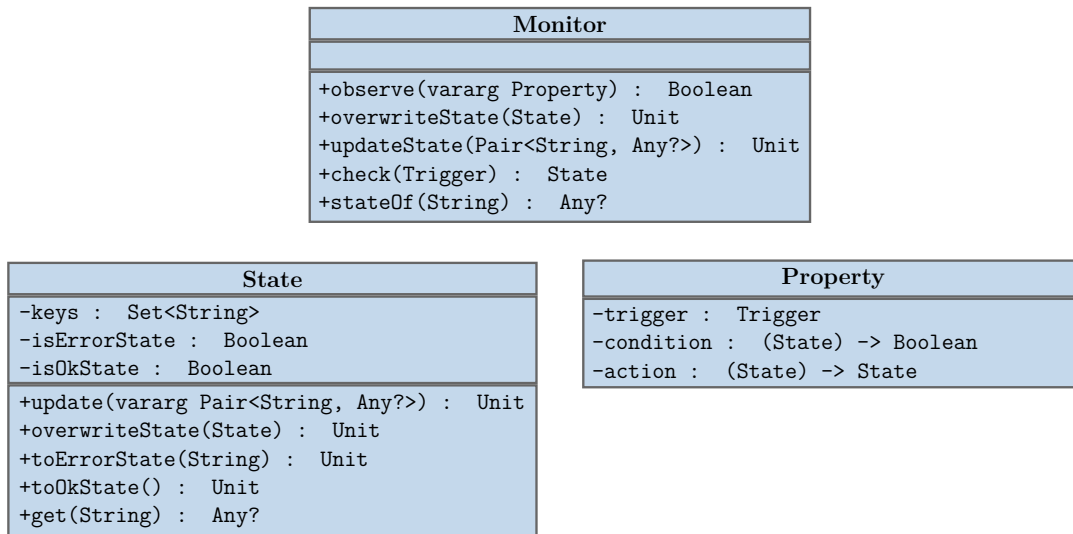 Monitor
+observe(vararg Property) : Boolean
+overwriteState(State) : Unit
+updateState(Pair<String, Any?>) : Unit
+check(Trigger) : State
+stateOf(String) : Any?
State
-keys : Set<String>
-isErrorState : Boolean
-isOkState : Boolean
+update(vararg Pair<String, Any?>) : Unit
+overwriteState(State) : Unit
+toErrorState(String) : Unit
+toOkState() : Unit
+get(String) : Any?
Property
-trigger : Trigger
-condition : (State) -> Boolean
-action : (State) -> State